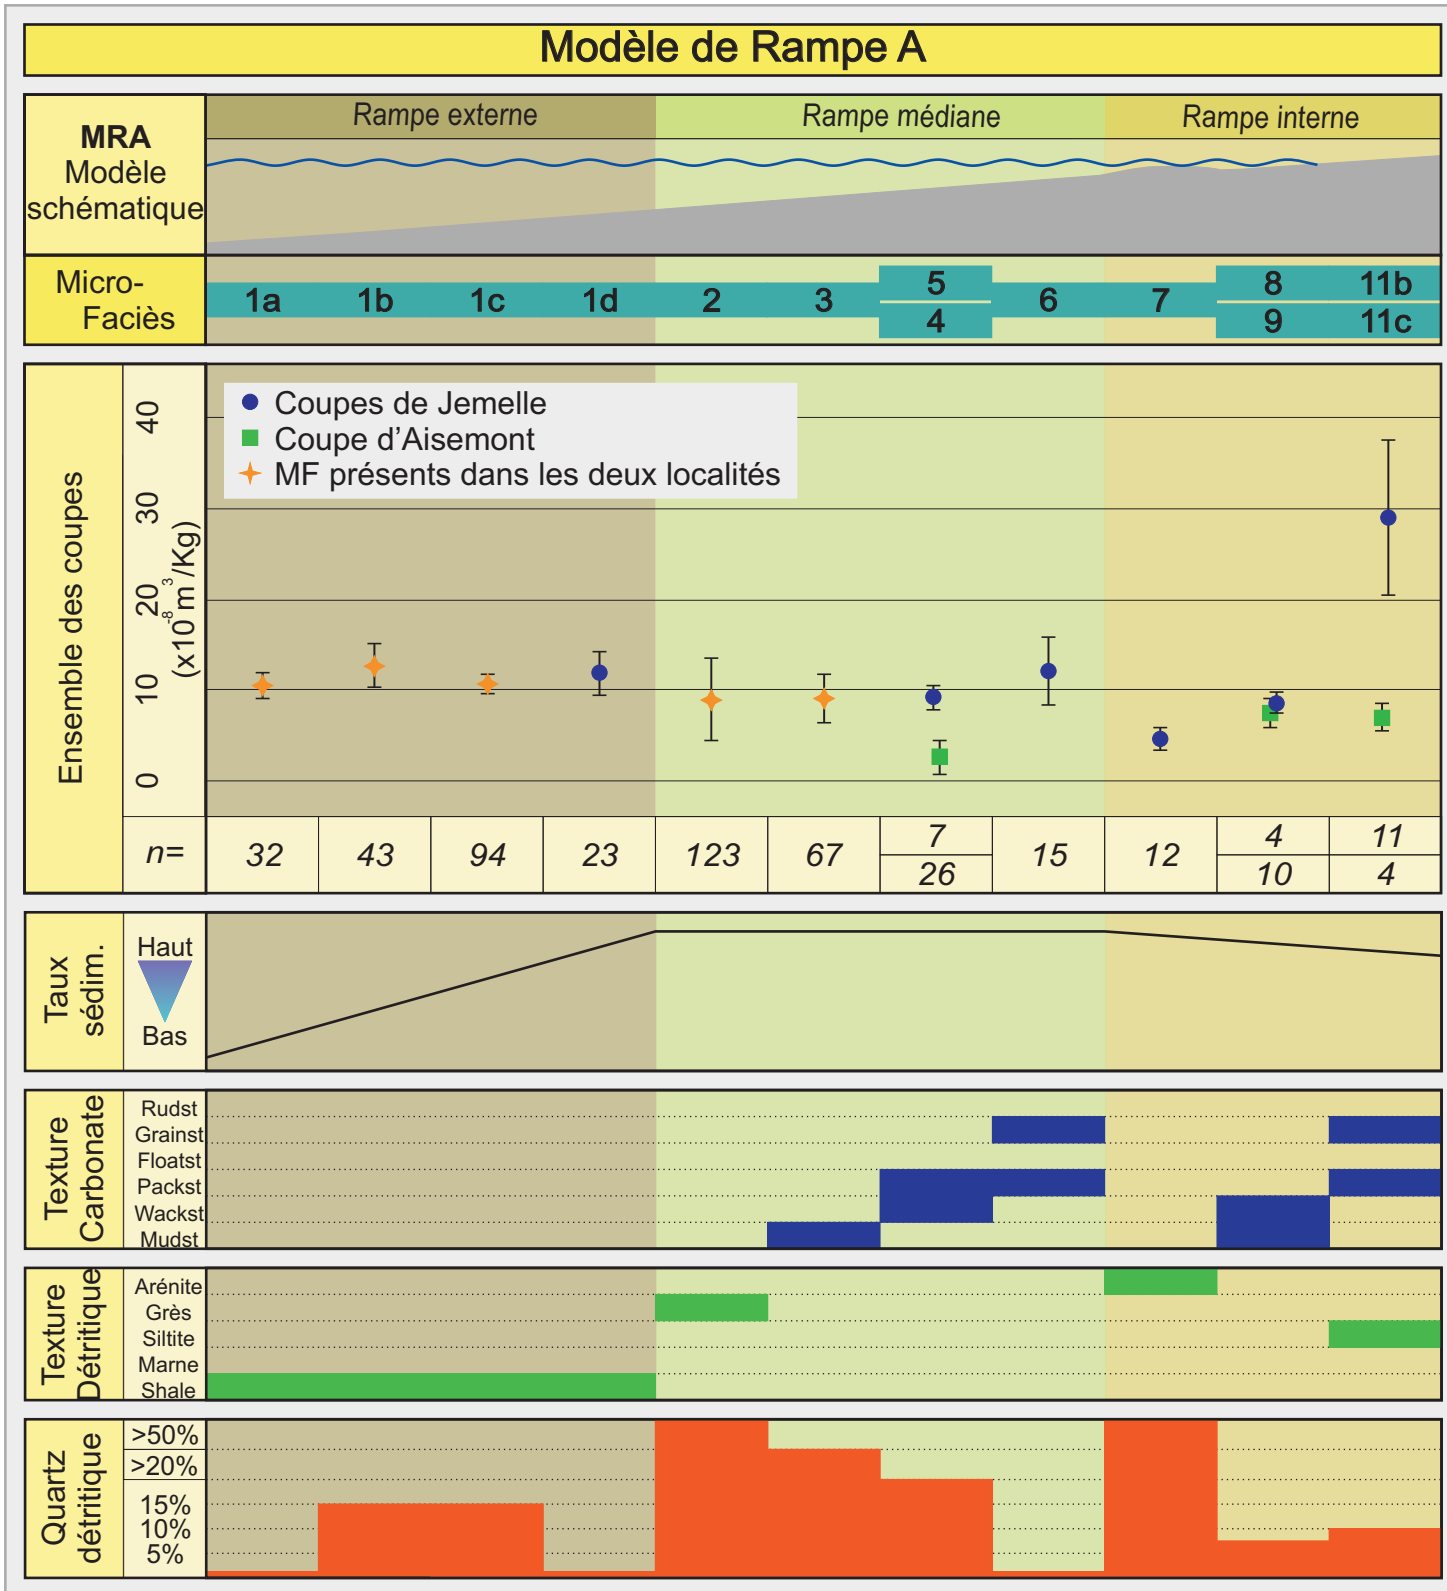 Modèle de Rampe A
MRA
Modèle
schématique
Rampe externe
Rampe médiane
Rampe interne
Micro-
Faciès
1a 1b 1c 1d 2 3 5 6 7 8 11b
4 9 11c
Ensemble des coupes
(x10⁻⁸m³/Kg)
40
30
20
10
0
Coupes de Jemelle
Coupe d'Aisemont
MF présents dans les deux localités
n= 32 43 94 23 123 67 7 15 12 4 11
26 10 4
Taux
sédim.
Haut
Bas
Texture
Carbonate
Rudst
Grainst
Floatst
Packst
Wackst
Mudst
Texture
Détritique
Arénite
Grès
Siltite
Marne
Shale
Quartz
détritique
>50%
>20%
15%
10%
5%